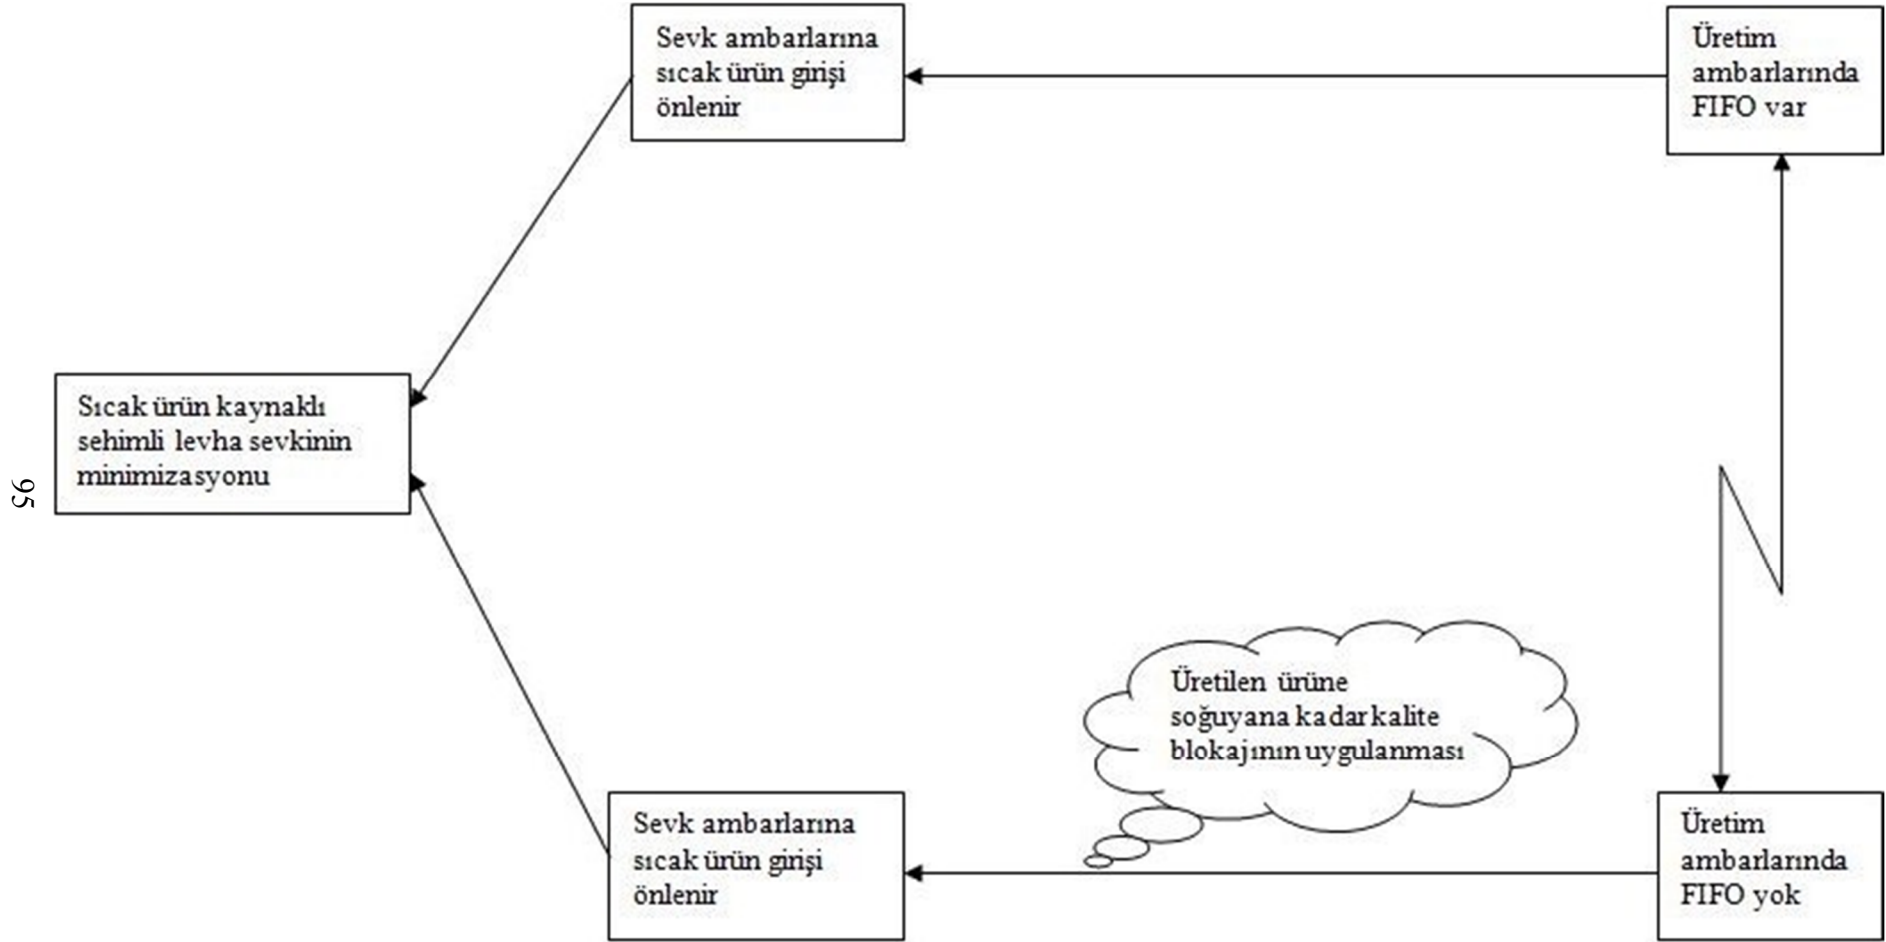 Sevk ambarlarına
sıcak ürün girişi
önlenir
Üretim
ambarlarında
FIFO var
Sıcak ürün kaynaklı
sehimli levha sevkinin
minimizasyonu
95
Üretilen ürüne
soğuyana kadar kalite
blokajının uygulanması
Sevk ambarlarına
sıcak ürün girişi
önlenir
Üretim
ambarlarında
FIFO yok